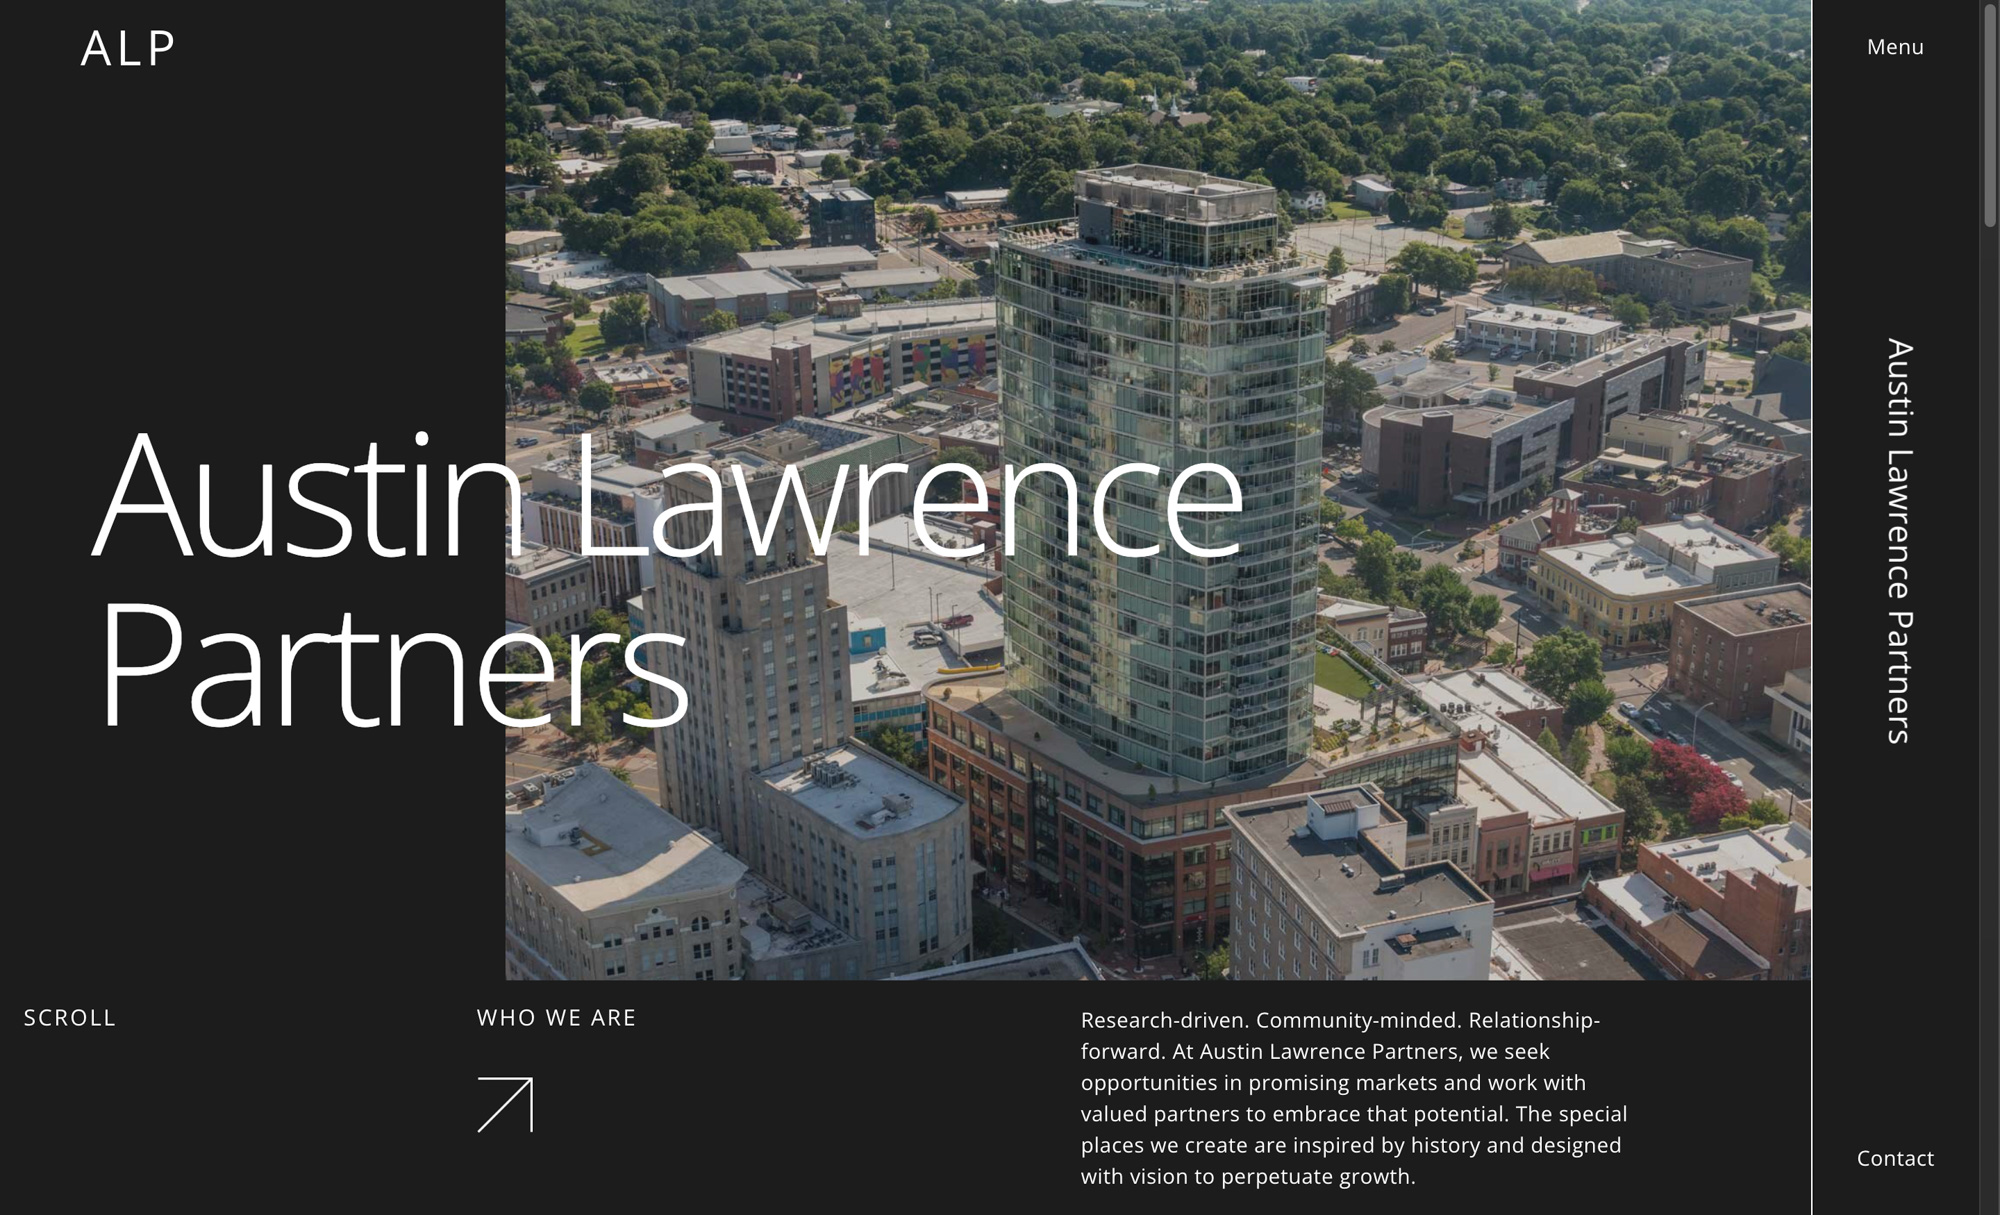 ALP
Menu
Austin Lawrence
Partners
Austin Lawrence Partners
SCROLL
WHO WE ARE
Research-driven. Community-minded. Relationship-
forward. At Austin Lawrence Partners, we seek
opportunities in promising markets and work with
valued partners to embrace that potential. The special
places we create are inspired by history and designed
with vision to perpetuate growth.
Contact